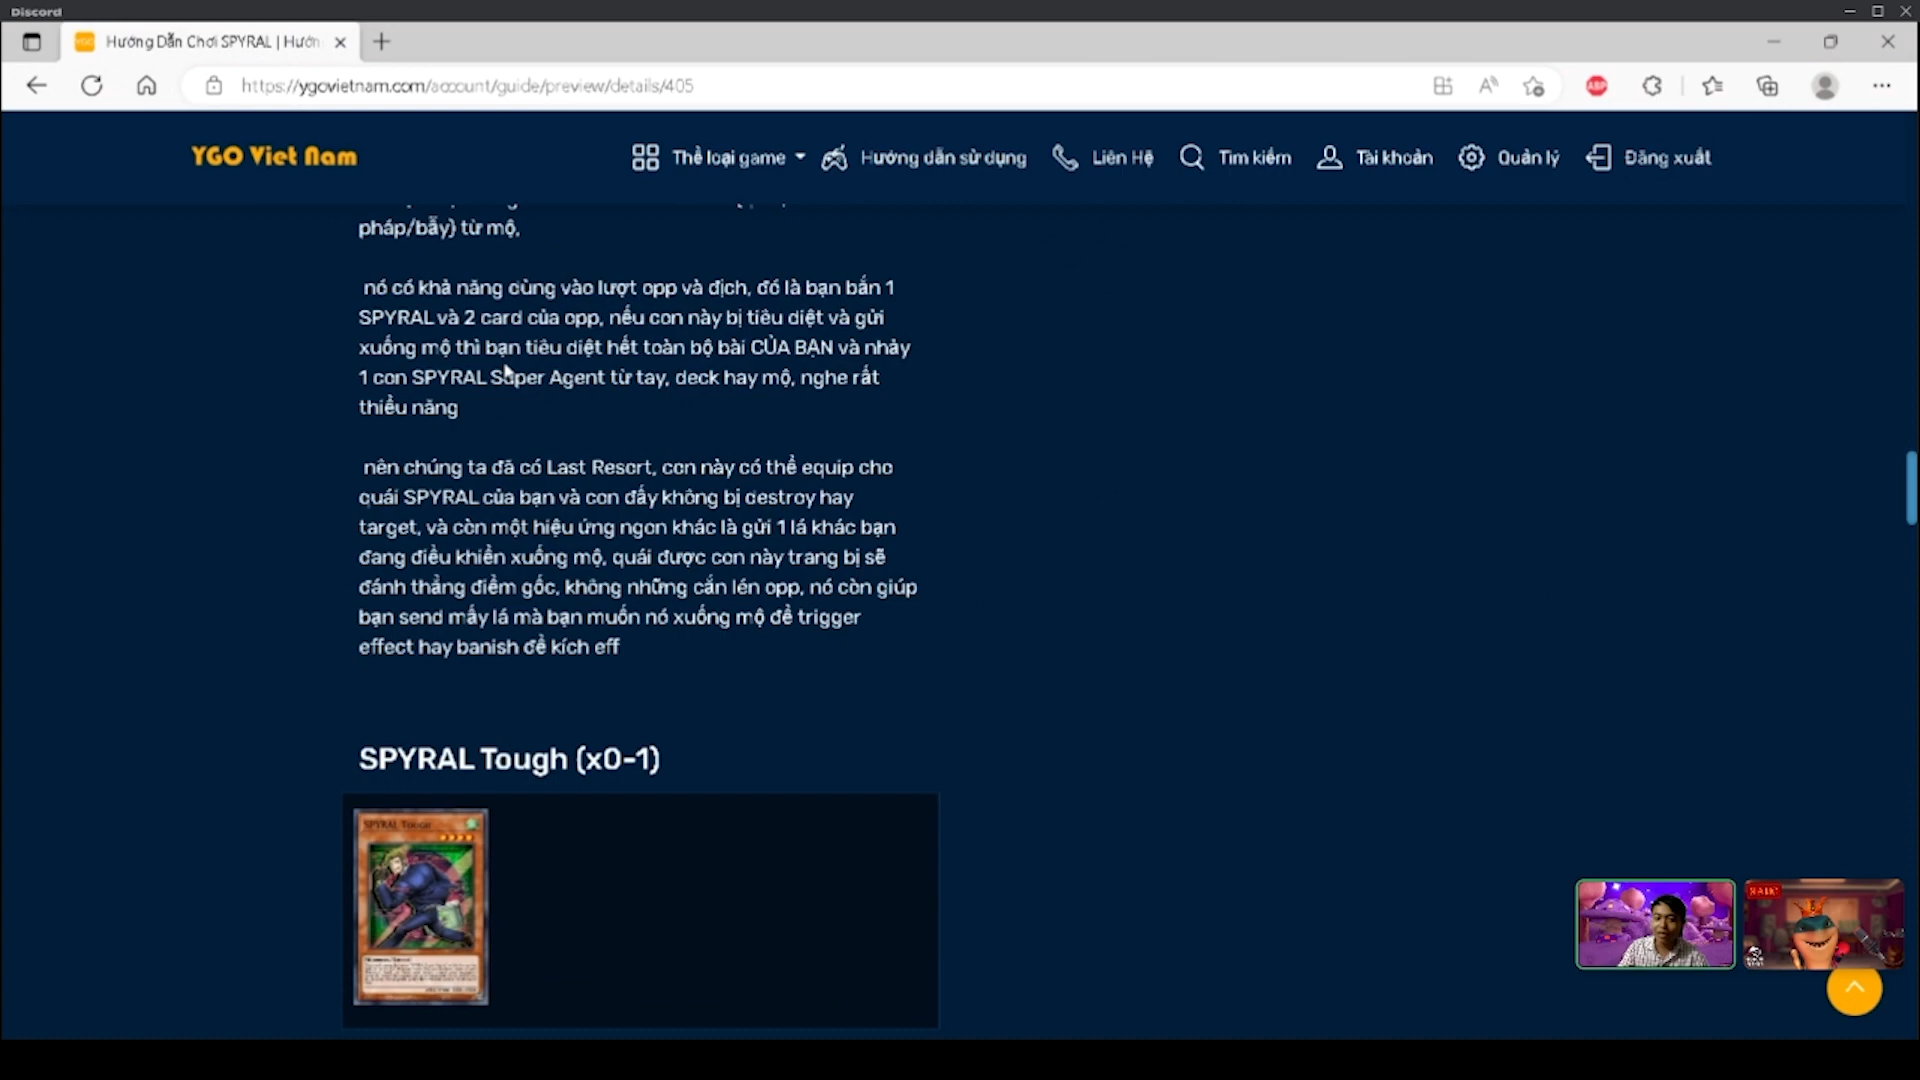 Discord
Hướng Dẫn Chơi SPYRAL | Hướn
https://ygovietnam.com/account/guide/preview/details/405
ABP
YGO Viet Nam
Thể loại game
Hướng dẫn sử dụng
Liên Hệ
Tìm kiếm
Tài khoản
Quản lý
Đăng xuất
pháp/bẫy} từ mộ,
nó có khả năng dùng vào lượt opp và địch, đó là bạn bắn 1
SPYRAL và 2 card của opp, nếu con này bị tiêu diệt và gửi
xuống mộ thì bạn tiêu diệt hết toàn bộ bài CỦA BẠN và nhảy
1 con SPYRAL Super Agent từ tay, deck hay mộ, nghe rất
thiểu năng
nên chúng ta đã có Last Resort, con này có thể equip cho
quái SPYRAL của bạn và con đấy không bị destroy hay
target, và còn một hiệu ứng ngon khác là gửi 1 lá khác bạn
đang điều khiển xuống mộ, quái được con này trang bị sẽ
đánh thẳng điểm gốc, không những cắn lén opp, nó còn giúp
bạn send mấy lá mà bạn muốn nó xuống mộ để trigger
effect hay banish để kích eff
SPYRAL Tough (x0-1)
SPYRAL Tough